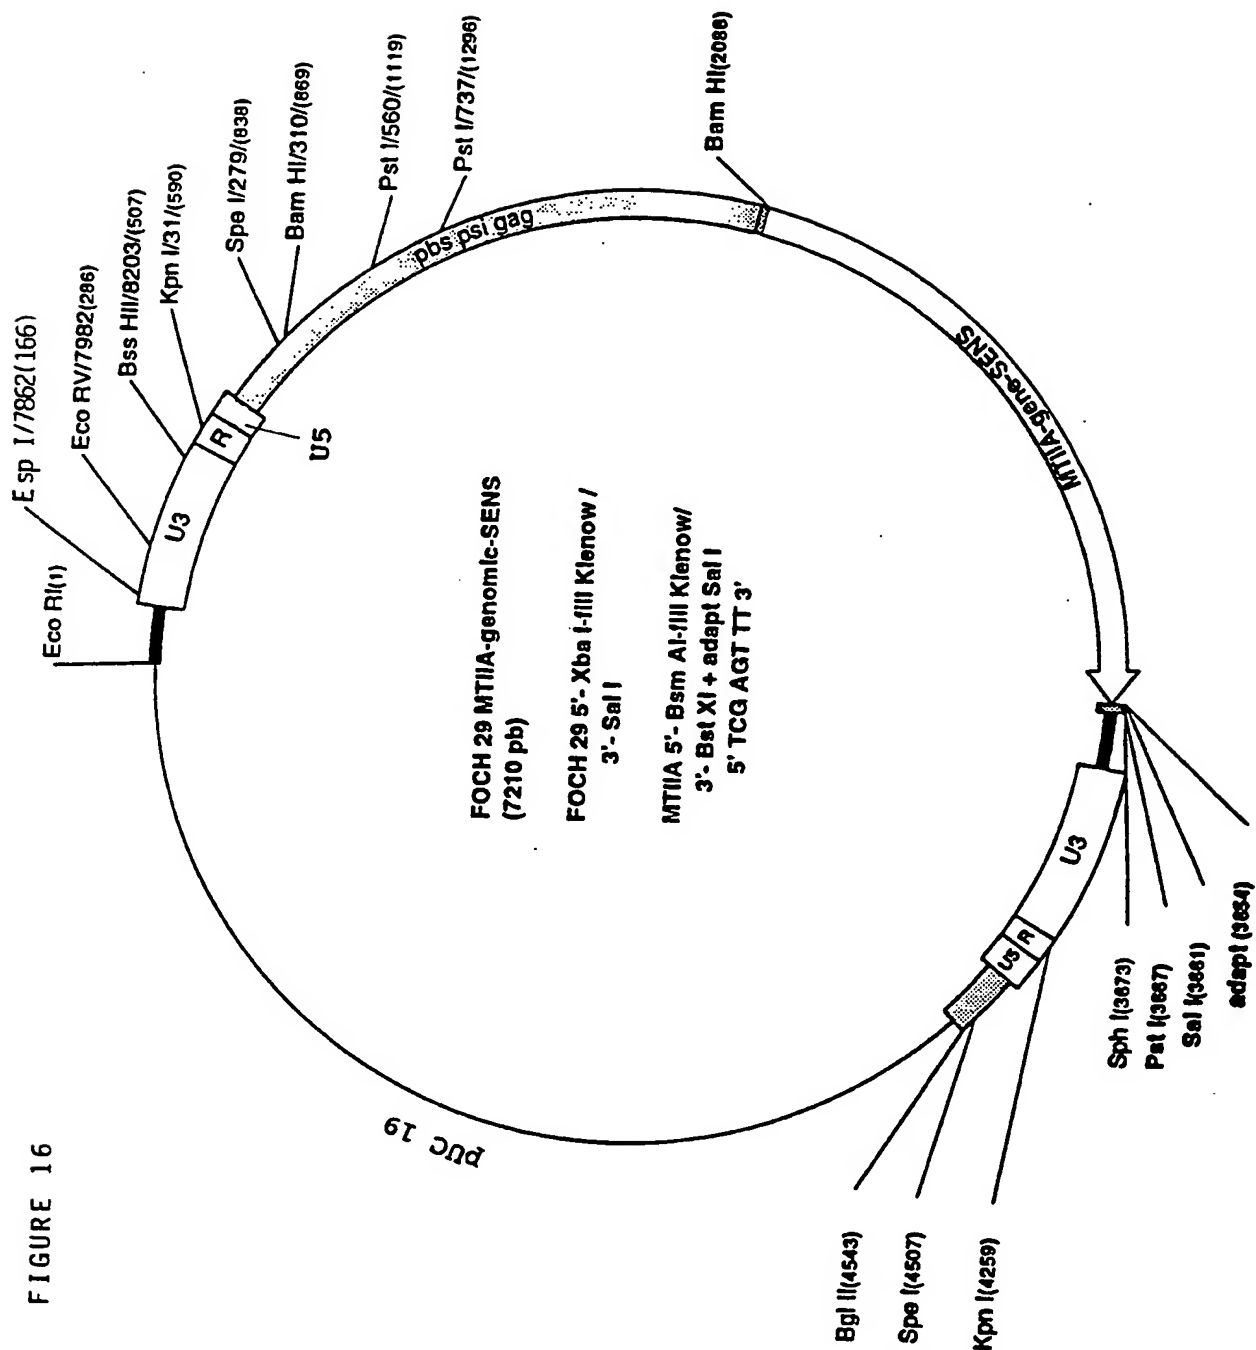 FIGURE 16
Eco RI(1)
Esp I/7862(166)
Eco RV/7982(286)
Bss HII/8203/(507)
Kpn I/31/(590)
Spe I/279/(838)
Bam HI/310/(869)
Pst I/560/(1119)
Pst I/737/(1296)
Bam HI(2086)
U3
R
U5
pbs psi gag
MTIIA-gene-SENS
FOCH 29 MTIIA-genomic-SENS
(7210 pb)
FOCH 29 5'- Xba I-fill Klenow /
3'- Sal I
MTIIA 5'- Bsm AI-fill Klenow/
3'- Bst XI + adapt Sal I
5' TCG AGT TT 3'
U3
R
U5
adapt (3654)
Sal I(3661)
Pst I(3667)
Sph I(3673)
Kpn I(4259)
Spe I(4507)
Bgl II(4543)
pUC 19